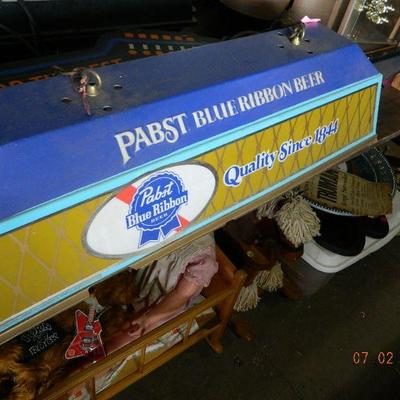 PABST BLUE RIBBON BEER
Quality Since 1844
Pabst
Blue Ribbon
BEER
07 02